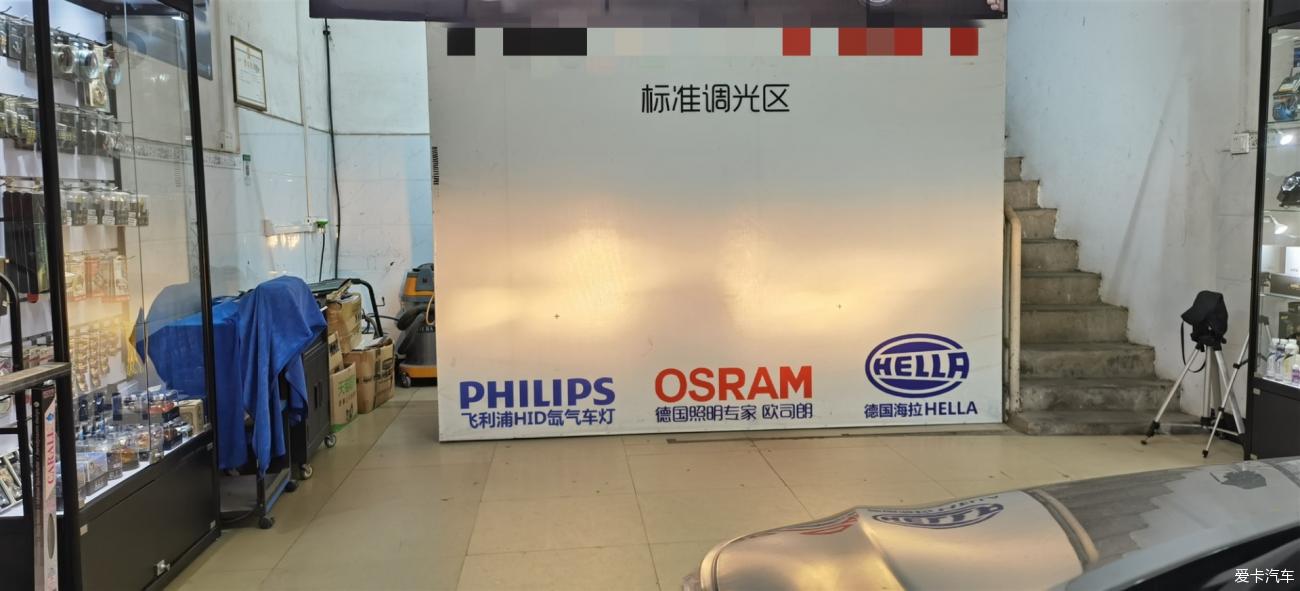 标准调光区
PHILIPS
飞利浦HID氙气车灯
OSRAM
德国照明专家 欧司朗
HELLA
德国海拉HELLA
CARALL
爱卡汽车